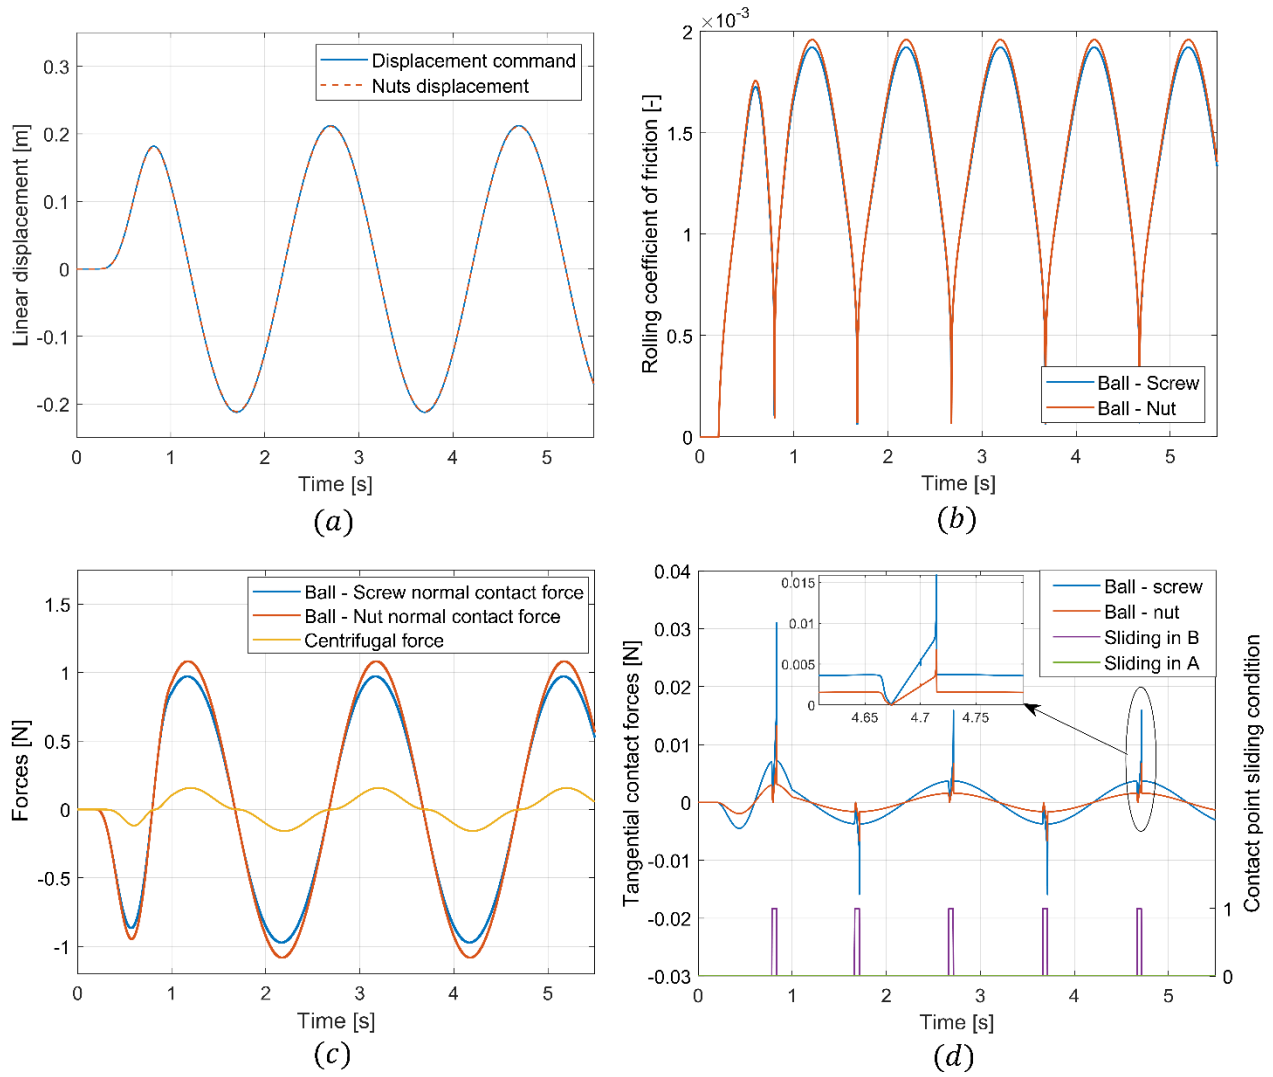 0.3
0.2
0.1
0
-0.1
-0.2
Linear displacement [m]
Displacement command
Nuts displacement
0 1 2 3 4 5
Time [s]
(a)
×10⁻³
2
1.5
1
0.5
0
Rolling coefficient of friction [-]
Ball - Screw
Ball - Nut
0 1 2 3 4 5
Time [s]
(b)
1.5
1
0.5
0
-0.5
-1
Forces [N]
Ball - Screw normal contact force
Ball - Nut normal contact force
Centrifugal force
0 1 2 3 4 5
Time [s]
(c)
0.04
0.03
0.02
0.01
0
-0.01
-0.02
-0.03
Tangential contact forces [N]
0.015
0.01
0.005
0
4.65 4.7 4.75
Ball - screw
Ball - nut
Sliding in B
Sliding in A
Contact point sliding condition
1
0
0 1 2 3 4 5
Time [s]
(d)